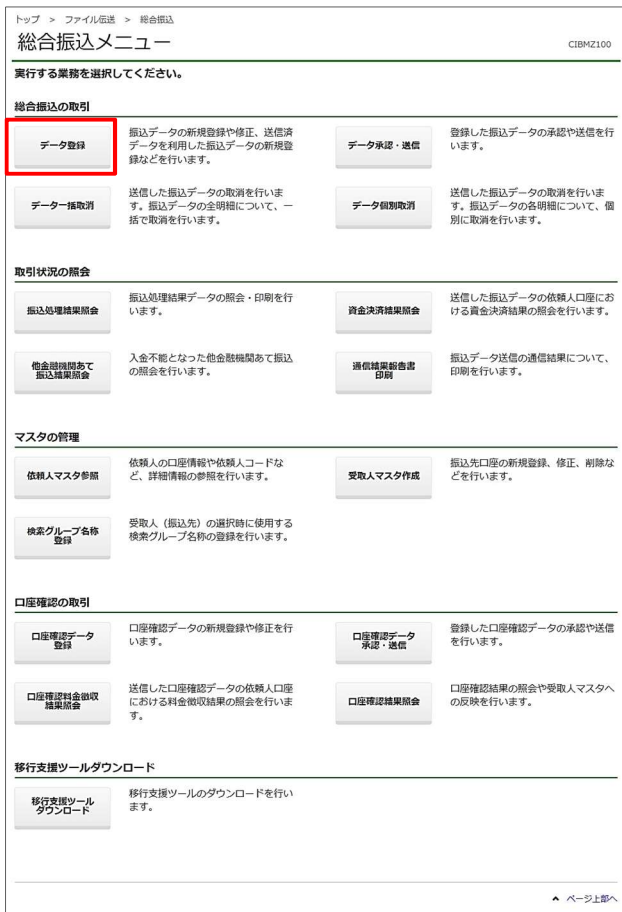 トップ > ファイル伝送 > 総合振込
総合振込メニュー
CIBMZ100
実行する業務を選択してください。
総合振込の取引
データ登録
振込データの新規登録や修正、送信済
データを利用した振込データの新規登
録などを行います。
データ承認・送信
登録した振込データの承認や送信を行
います。
データ一括取消
送信した振込データの取消を行いま
す。振込データの全明細について、一
括で取消を行います。
データ個別取消
送信した振込データの取消を行いま
す。振込データの各明細について、個
別に取消を行います。
取引状況の照会
振込処理結果照会
振込処理結果データの照会・印刷を行
います。
資金決済結果照会
送信した振込データの依頼人口座にお
ける資金決済結果の照会を行います。
他金融機関あて
振込結果照会
入金不能となった他金融機関あて振込
の照会を行います。
通信結果報告書
印刷
振込データ送信の通信結果について、
印刷を行います。
マスタの管理
依頼人マスタ参照
依頼人の口座情報や依頼人コードな
ど、詳細情報の参照を行います。
受取人マスタ作成
振込先口座の新規登録、修正、削除な
どを行います。
検索グループ名称
登録
受取人（振込先）の選択時に使用する
検索グループ名称の登録を行います。
口座確認の取引
口座確認データ
登録
口座確認データの新規登録や修正を行
います。
口座確認データ
承認・送信
登録した口座確認データの承認や送信
を行います。
口座確認料金徴収
結果照会
送信した口座確認データの依頼人口座
における料金徴収結果の照会を行いま
す。
口座確認結果照会
口座確認結果の照会や受取人マスタへ
の反映を行います。
移行支援ツールダウンロード
移行支援ツール
ダウンロード
移行支援ツールのダウンロードを行い
ます。
ページ上部へ